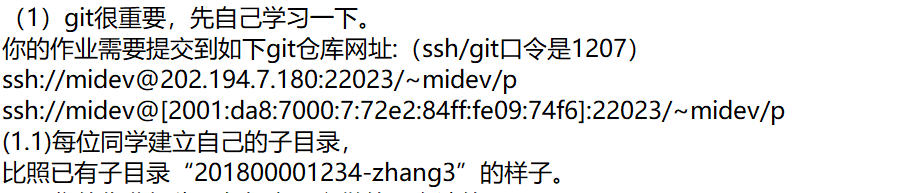 （1）git很重要，先自己学习一下。
你的作业需要提交到如下git仓库网址:（ssh/git口令是1207）
ssh://midev@202.194.7.180:22023/~midev/p
ssh://midev@[2001:da8:7000:7:72e2:84ff:fe09:74f6]:22023/~midev/p
(1.1)每位同学建立自己的子目录，
比照已有子目录“201800001234-zhang3”的样子。